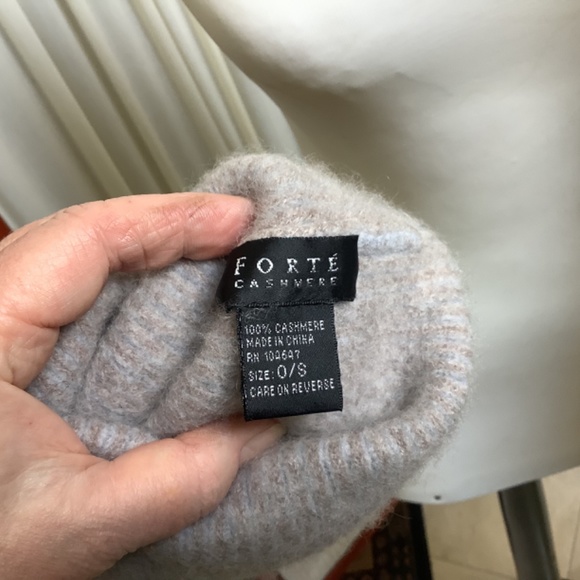 FORTÉ
CASHMERE
100% CASHMERE
MADE IN CHINA
RN 104647
SIZE: O/S
CARE ON REVERSE